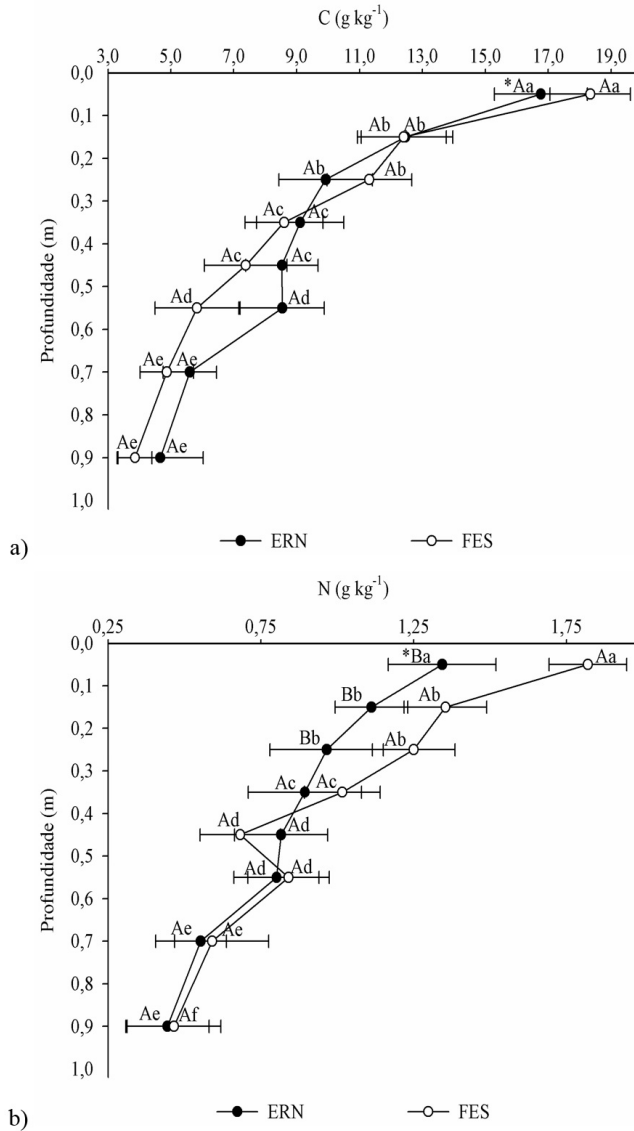 C (g kg-1)
3,0 5,0 7,0 9,0 11,0 13,0 15,0 17,0 19,0
0,0
*Aa Aa
0,1
Ab Ab
0,2
Ab Ab
0,3
Ac Ac
0,4
Ac Ac
0,5
Ad Ad
0,6
Ae Ae
0,7
0,8
Ae Ae
0,9
1,0
Profundidade (m)
ERN FES
a)
N (g kg-1)
0,25 0,75 1,25 1,75
0,0
*Ba Aa
0,1
Bb Ab
0,2
Bb Ab
0,3
Ac Ac
0,4
Ad Ad
0,5
Ad Ad
0,6
Ae Ae
0,7
0,8
Ae Af
0,9
1,0
Profundidade (m)
ERN FES
b)